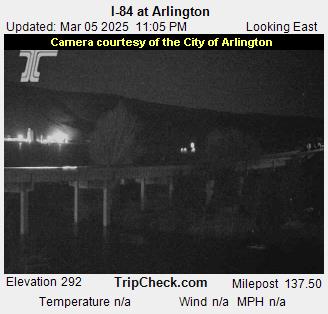 I-84 at Arlington
Updated: Mar 05 2025 11:05 PM Looking East
Camera courtesy of the City of Arlington
Elevation 292 TripCheck.com Milepost 137.50
Temperature n/a Wind n/a MPH n/a